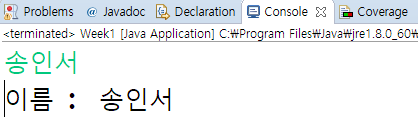 Problems @ Javadoc Declaration Console Coverage
<terminated> Week1 [Java Application] C:₩Program Files₩Java₩jre1.8.0_60₩
송인서
이름 : 송인서